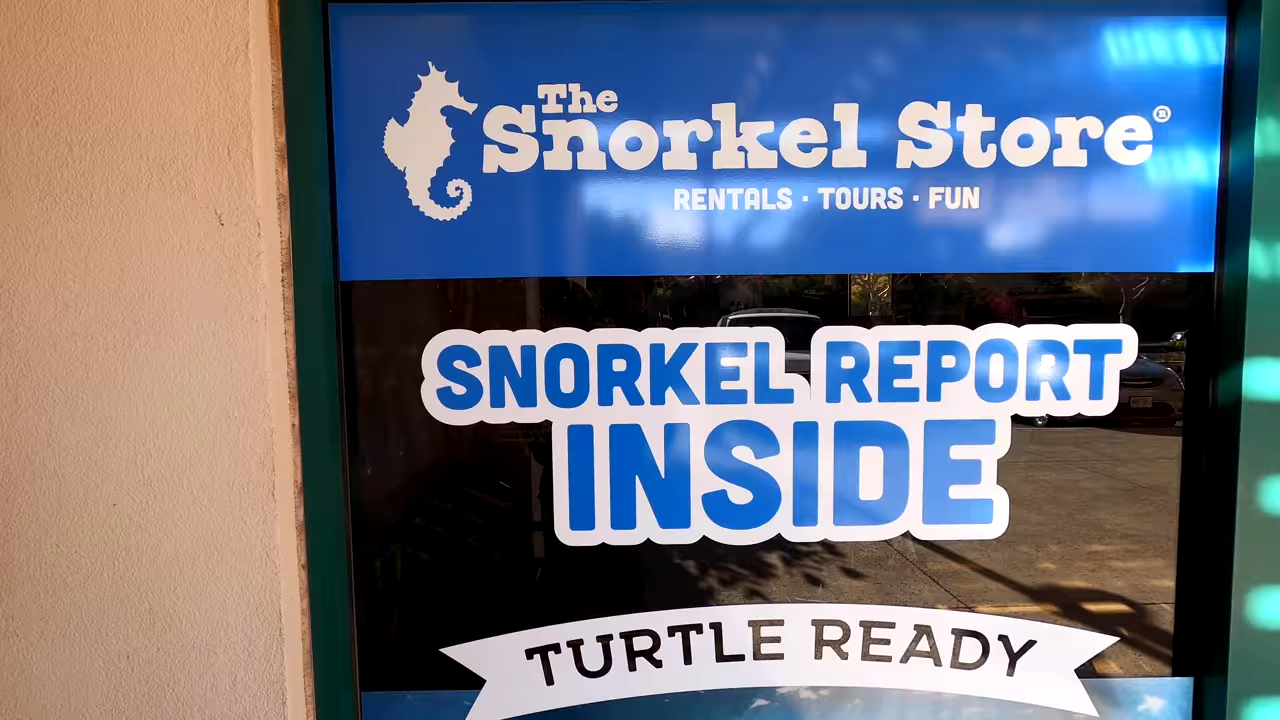 The
Snorkel Store®
RENTALS · TOURS · FUN
SNORKEL REPORT
INSIDE
TURTLE READY